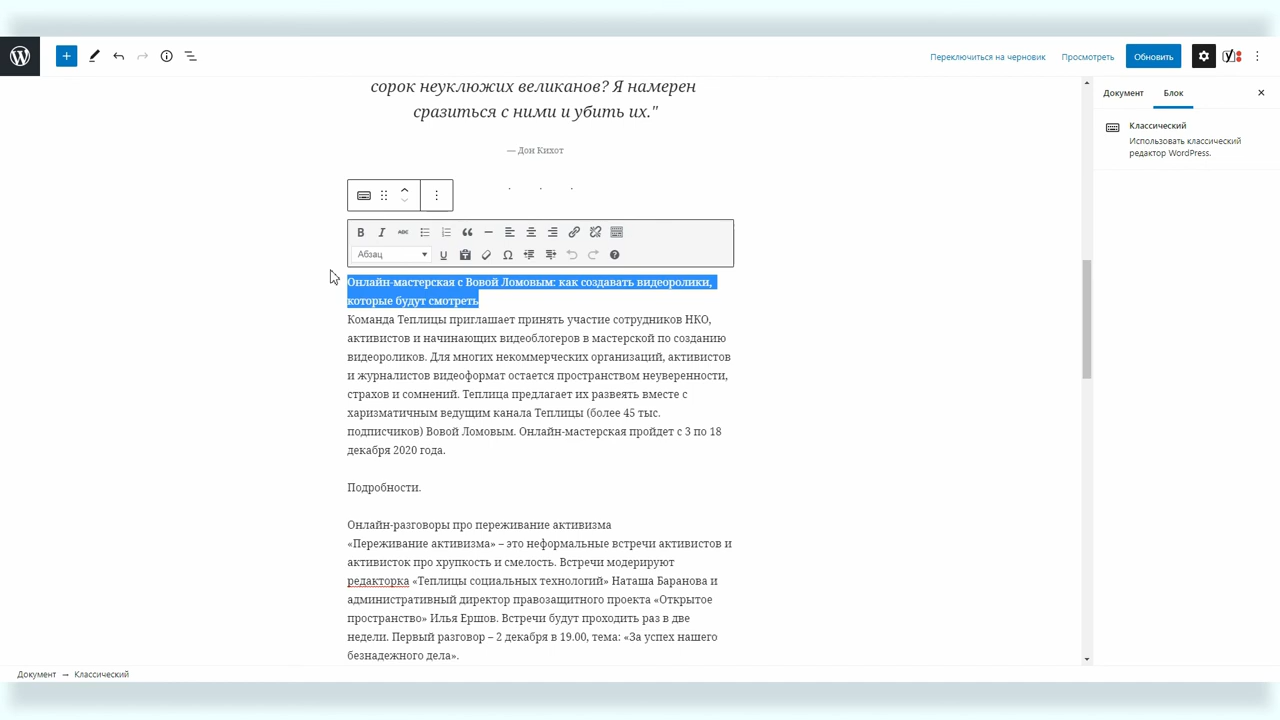 Переключиться на черновик
Просмотреть
Обновить
сорок неуклюжих великанов? Я намерен
сразиться с ними и убить их."
— Дон Кихот
Документ
Блок
Классический
Использовать классический
редактор WordPress.
B I ABC
Абзац
U
Онлайн-мастерская с Вовой Ломовым: как создавать видеоролики,
которые будут смотреть
Команда Теплицы приглашает принять участие сотрудников НКО,
активистов и начинающих видеоблогеров в мастерской по созданию
видеороликов. Для многих некоммерческих организаций, активистов
и журналистов видеоформат остается пространством неуверенности,
страхов и сомнений. Теплица предлагает их развеять вместе с
харизматичным ведущим канала Теплицы (более 45 тыс.
подписчиков) Вовой Ломовым. Онлайн-мастерская пройдет с 3 по 18
декабря 2020 года.
Подробности.
Онлайн-разговоры про переживание активизма
«Переживание активизма» – это неформальные встречи активистов и
активисток про хрупкость и смелость. Встречи модерируют
редакторка «Теплицы социальных технологий» Наташа Баранова и
административный директор правозащитного проекта «Открытое
пространство» Илья Ершов. Встречи будут проходить раз в две
недели. Первый разговор – 2 декабря в 19.00, тема: «За успех нашего
безнадежного дела».
Документ → Классический